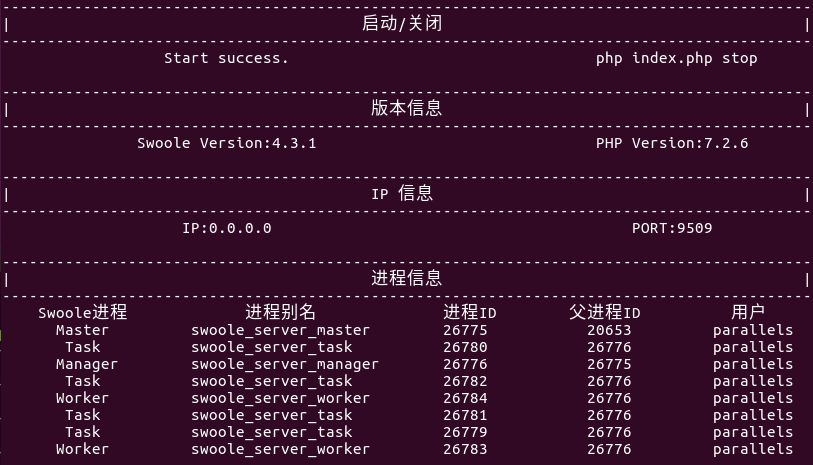 启动/关闭
Start success. php index.php stop
版本信息
Swoole Version:4.3.1 PHP Version:7.2.6
IP 信息
IP:0.0.0.0 PORT:9509
进程信息
Swoole进程 进程别名 进程ID 父进程ID 用户
Master swoole_server_master 26775 20653 parallels
Task swoole_server_task 26780 26776 parallels
Manager swoole_server_manager 26776 26775 parallels
Task swoole_server_task 26782 26776 parallels
Worker swoole_server_worker 26784 26776 parallels
Task swoole_server_task 26781 26776 parallels
Task swoole_server_task 26779 26776 parallels
Worker swoole_server_worker 26783 26776 parallels